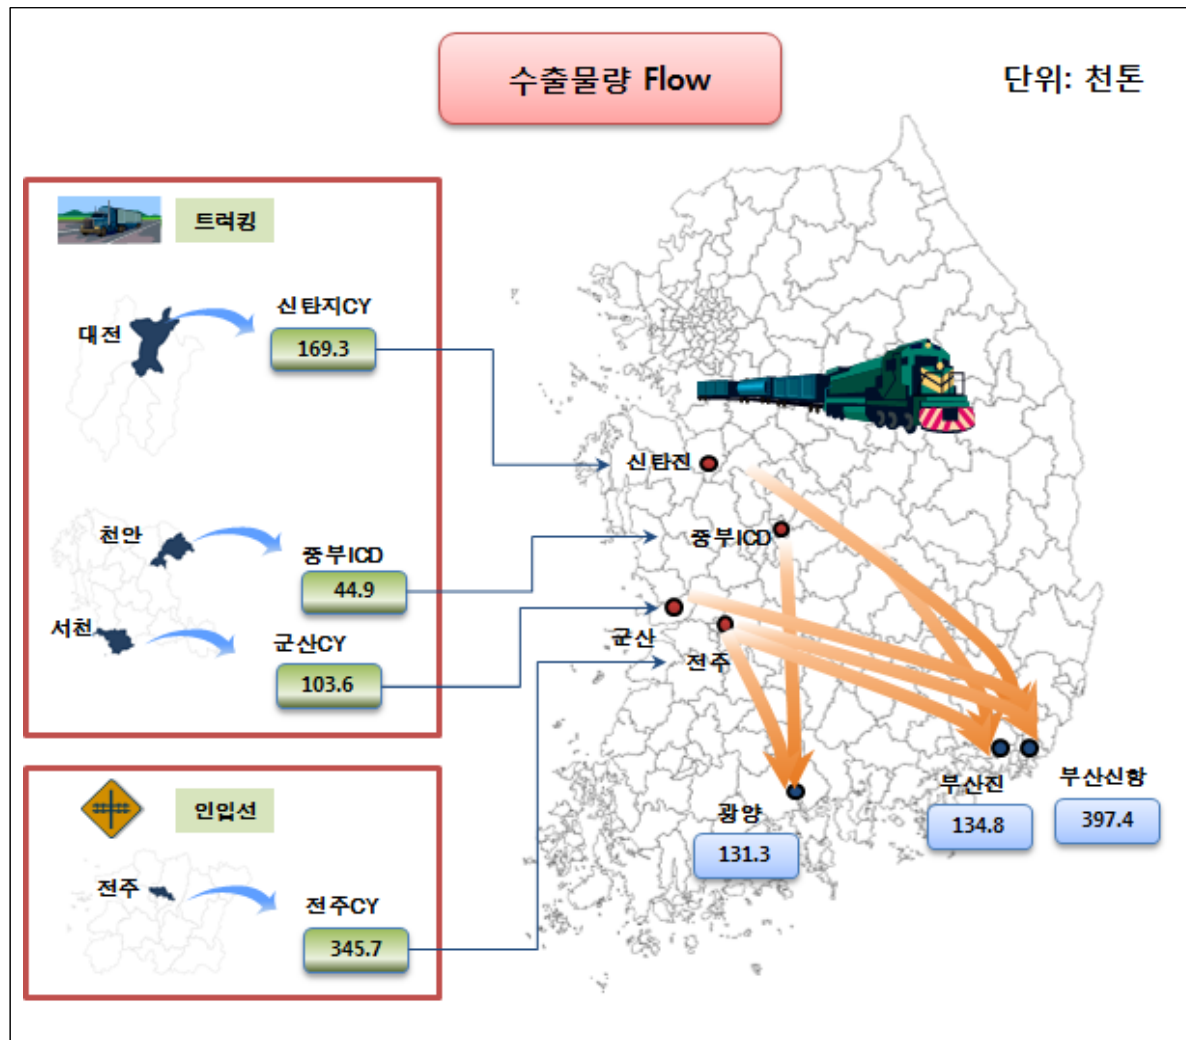 수출물량 Flow
단위: 천톤
트럭킹
대전
신탄지CY
169.3
천안
중부ICD
44.9
서천
군산CY
103.6
인입선
전주
전주CY
345.7
신탄진
중부ICD
군산
전주
광양
131.3
부산진
134.8
부산신항
397.4